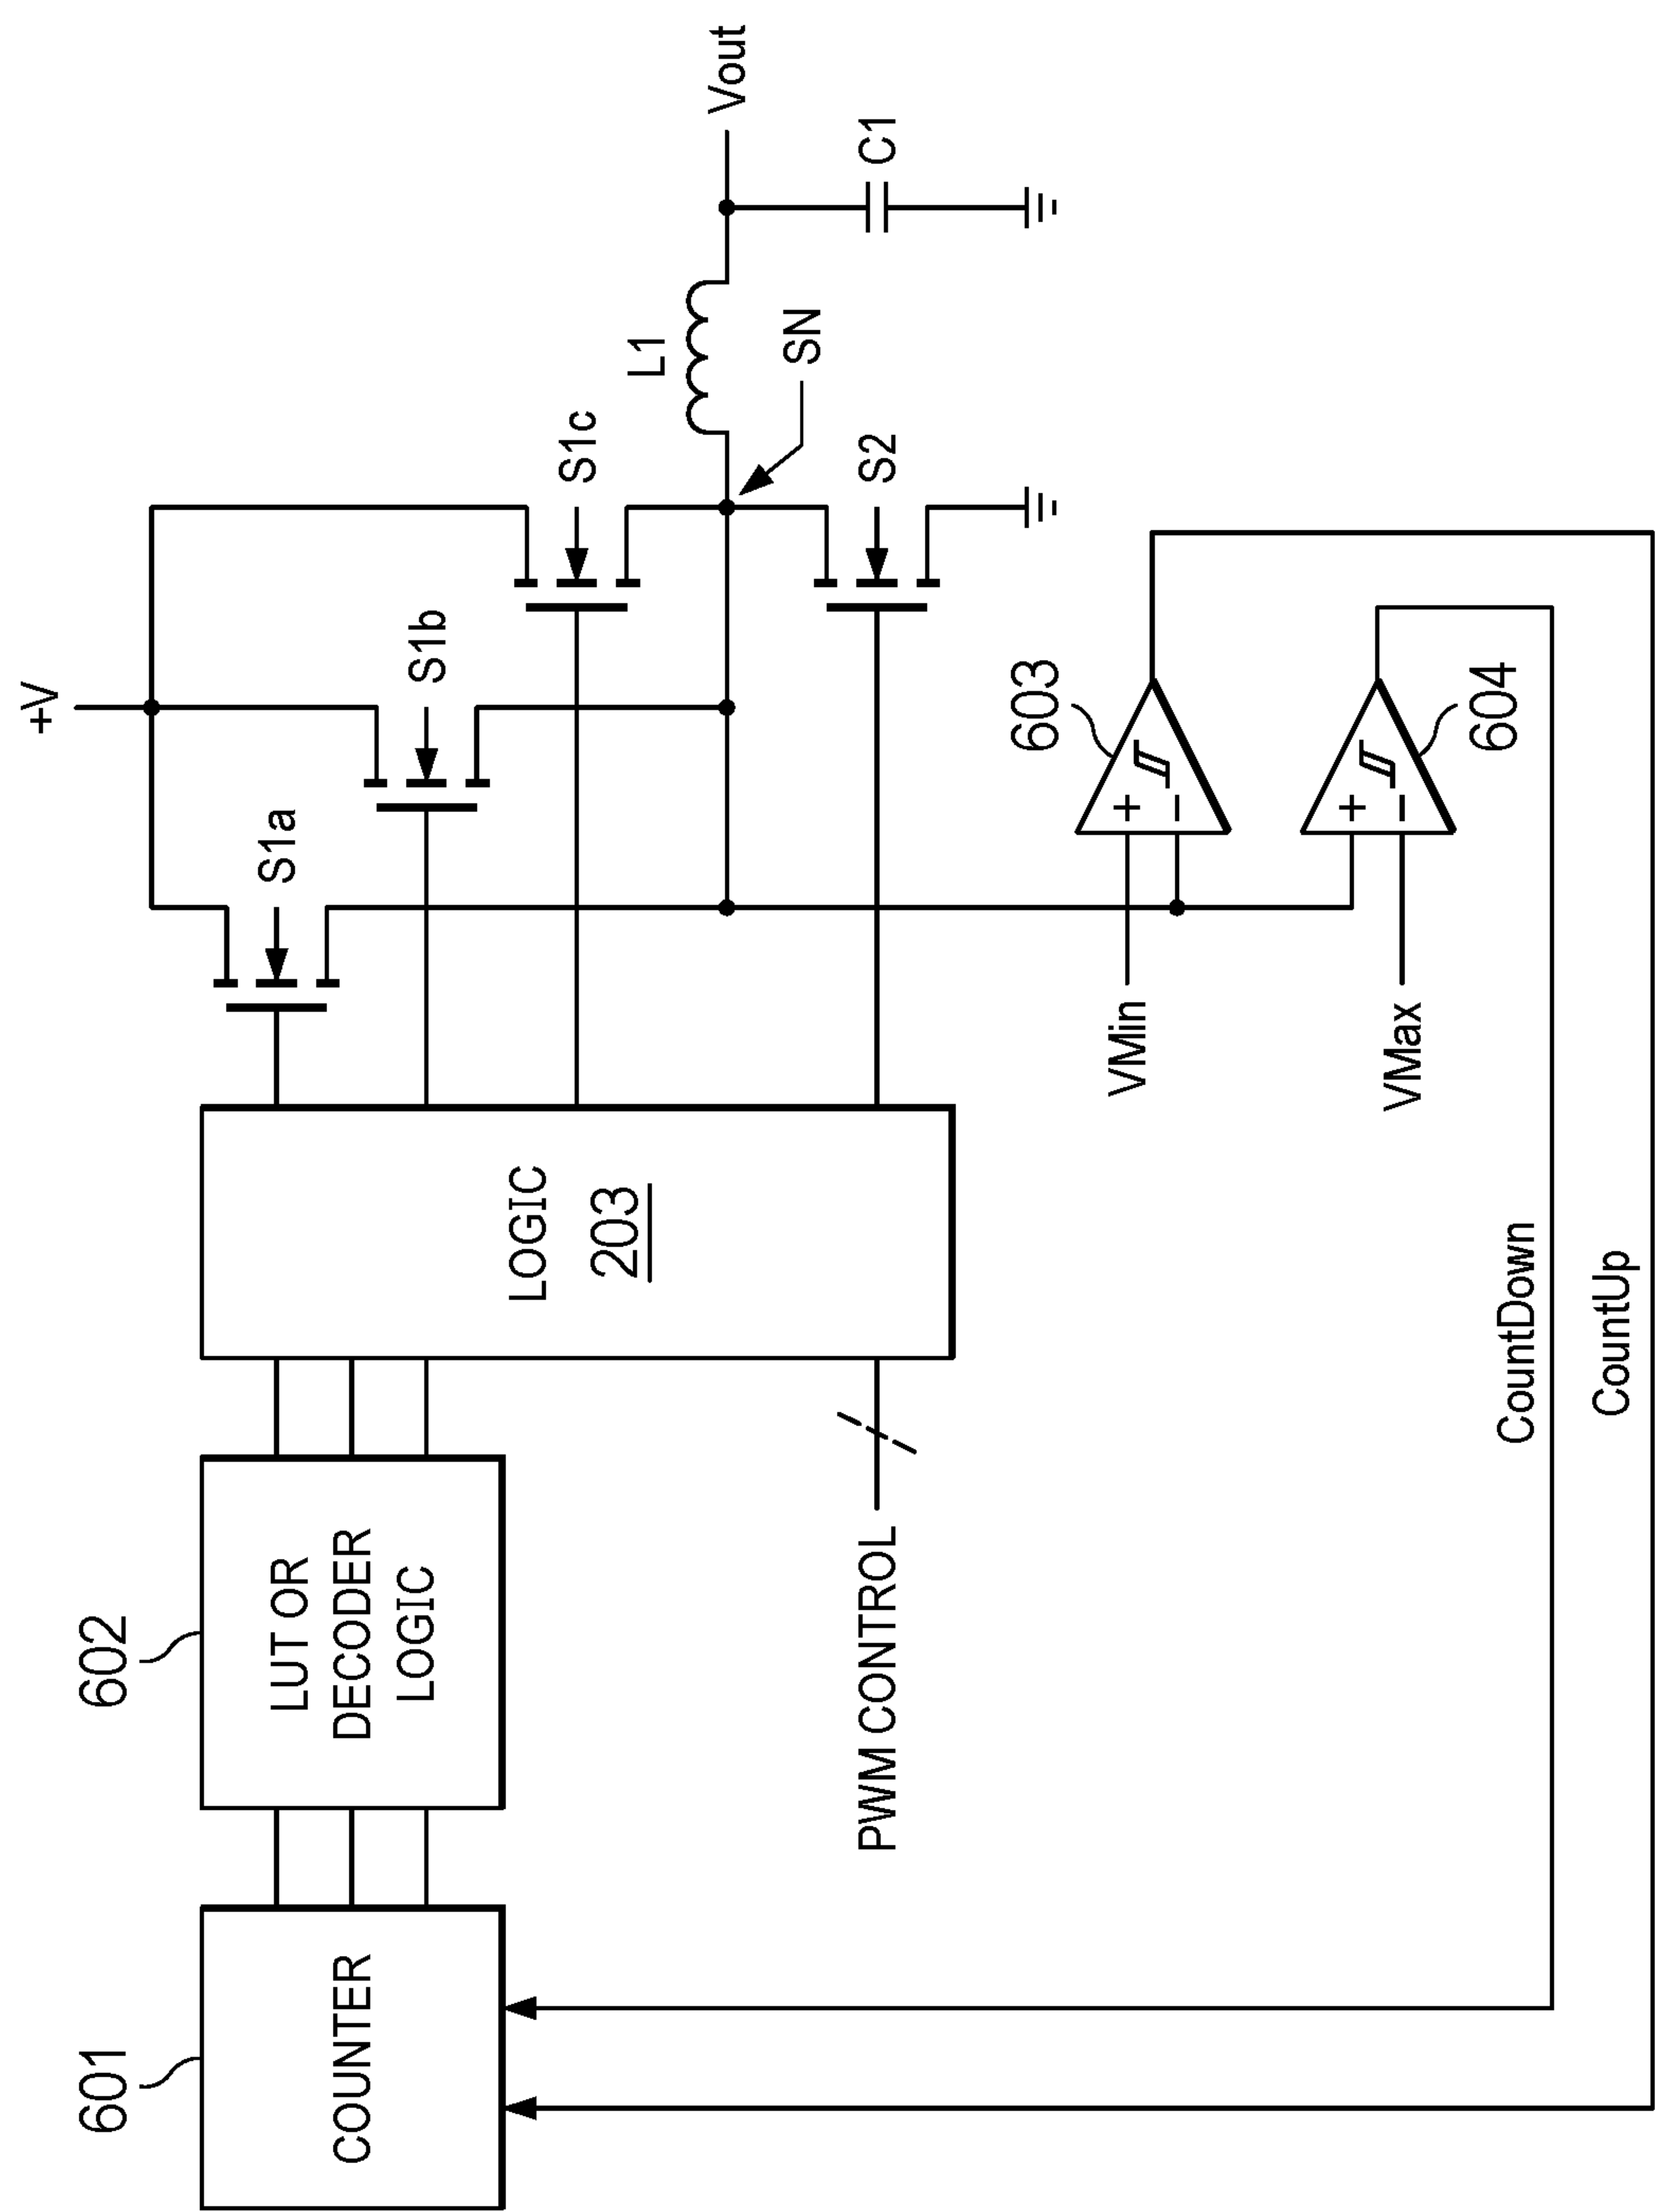 +V
S1a
S1b
S1c
L1
Vout
SN
C1
S2
601
COUNTER
602
LUT OR
DECODER
LOGIC
LOGIC
203
PWM CONTROL
VMin
+
−
603
VMax
+
−
604
CountDown
CountUp